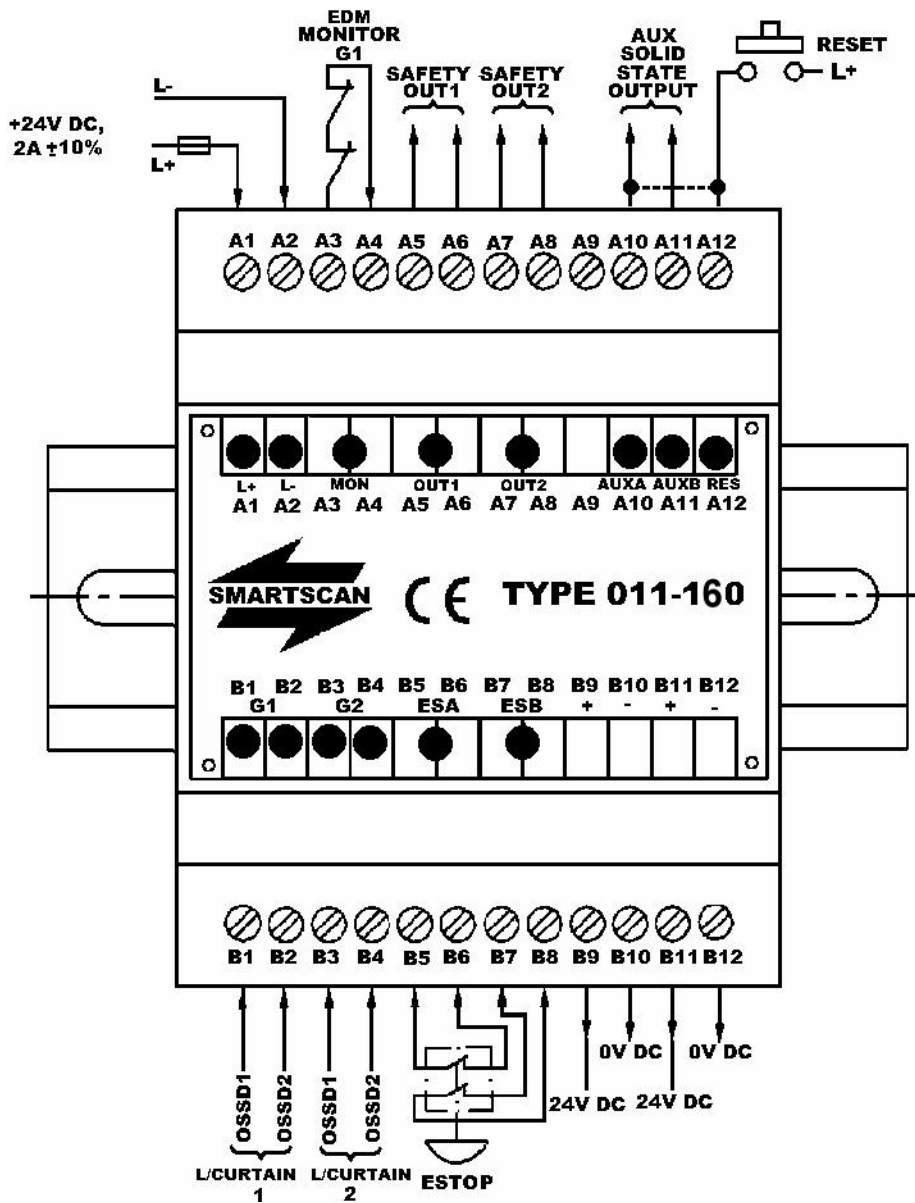 EDM
MONITOR
G1
SAFETY
OUT1
SAFETY
OUT2
AUX
SOLID
STATE
OUTPUT
RESET
L+
L-
+24V DC,
2A ±10%
L+
A1 A2 A3 A4 A5 A6 A7 A8 A9 A10 A11 A12
L+ L- MON OUT1 OUT2 AUXA AUXB RES
A1 A2 A3 A4 A5 A6 A7 A8 A9 A10 A11 A12
SMARTSCAN CE TYPE 011-160
B1 B2 B3 B4 B5 B6 B7 B8 B9 B10 B11 B12
G1 G2 ESA ESB + - + -
B1 B2 B3 B4 B5 B6 B7 B8 B9 B10 B11 B12
OSSD1
OSSD2
OSSD1
OSSD2
0V DC
0V DC
24V DC
24V DC
L/CURTAIN
1
L/CURTAIN
2
ESTOP